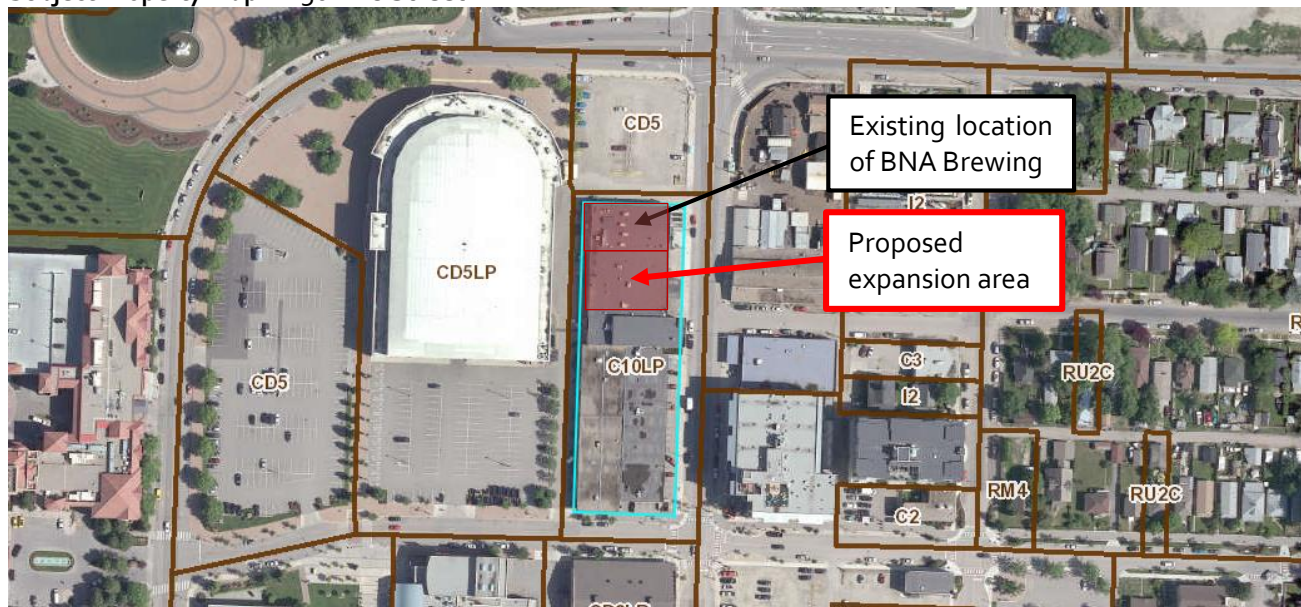 CD5
Existing location
of BNA Brewing
I2
Proposed
expansion area
CD5LP
C10LP
CD5
C3
RU2C
I2
RM4
RU2C
C2